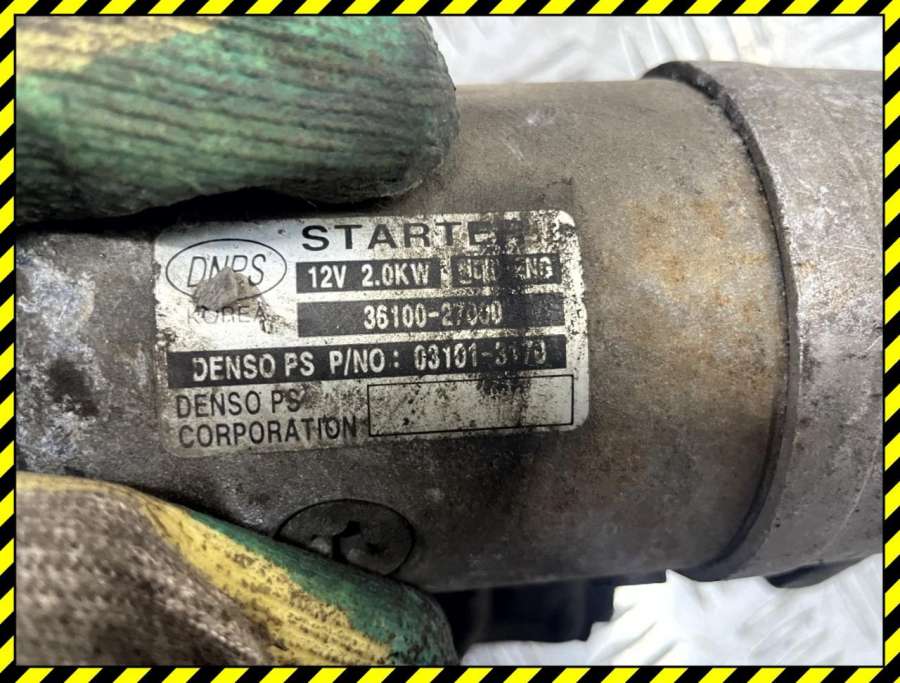 STARTER
DNPS
12V 2.0KW
KOREA
36100-27000
DENSO PS P/NO: 03101-3170
DENSO PS
CORPORATION